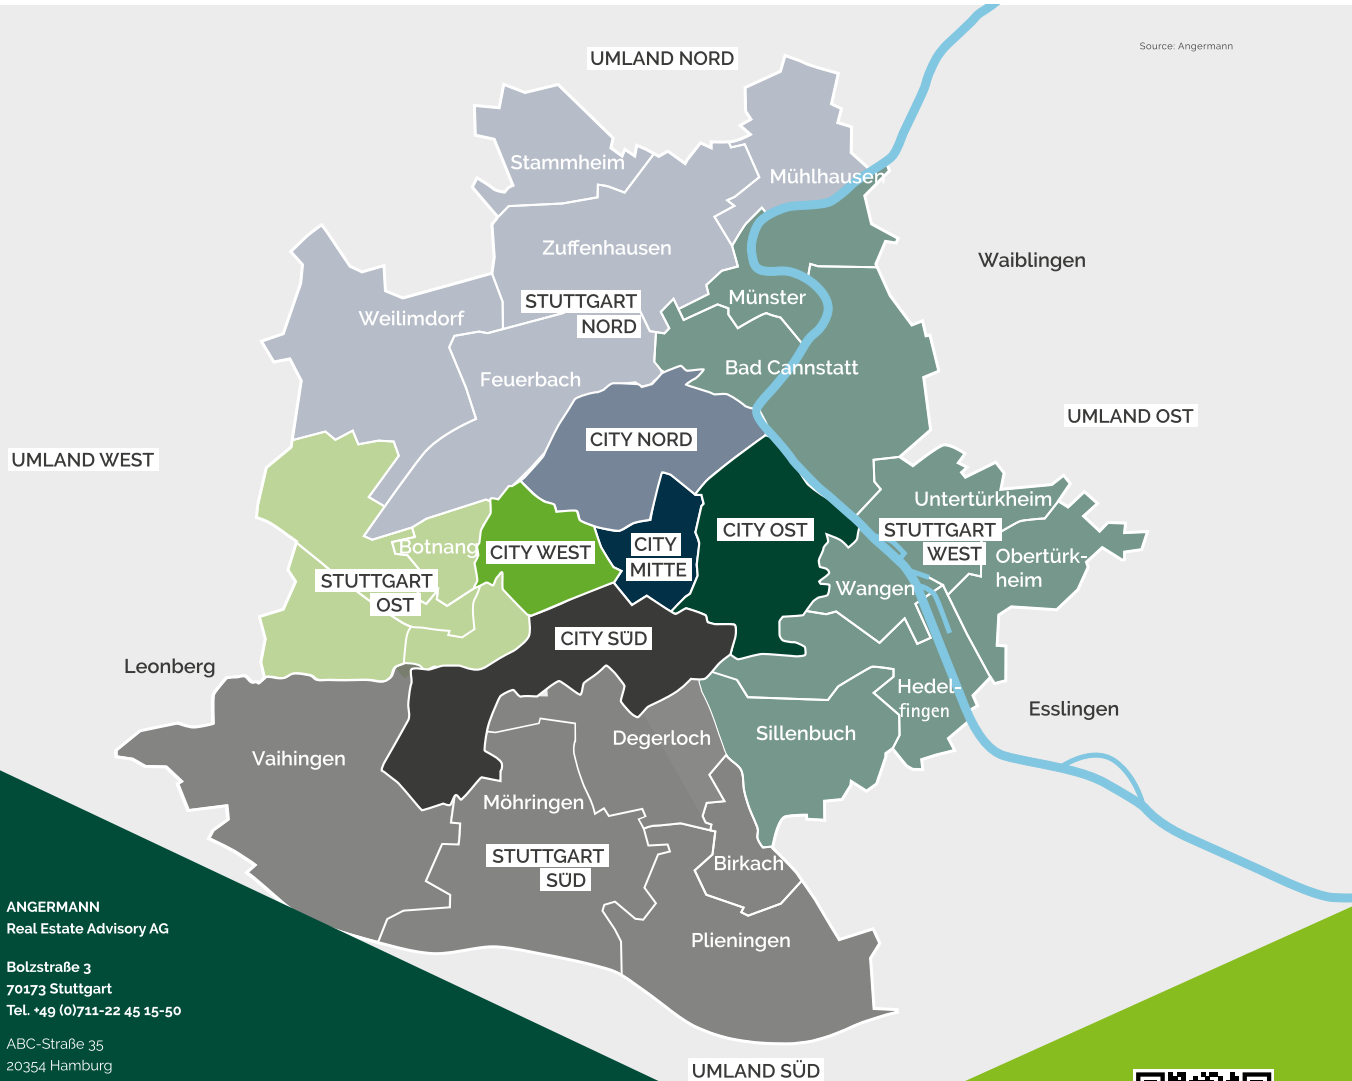 UMLAND NORD
Source: Angermann
Stammheim
Mühlhausen
Zuffenhausen
Waiblingen
Münster
STUTTGART
NORD
Weilimdorf
Bad Cannstatt
Feuerbach
UMLAND OST
CITY NORD
UMLAND WEST
Untertürkheim
CITY OST
STUTTGART
WEST
Botnang
CITY WEST
CITY
MITTE
Obertürk-
heim
STUTTGART
OST
Wangen
CITY SÜD
Leonberg
Hedel-
fingen
Esslingen
Sillenbuch
Degerloch
Vaihingen
Möhringen
STUTTGART
SÜD
Birkach
Plieningen
ANGERMANN
Real Estate Advisory AG
Bolzstraße 3
70173 Stuttgart
Tel. +49 (0)711-22 45 15-50
ABC-Straße 35
20354 Hamburg
UMLAND SÜD